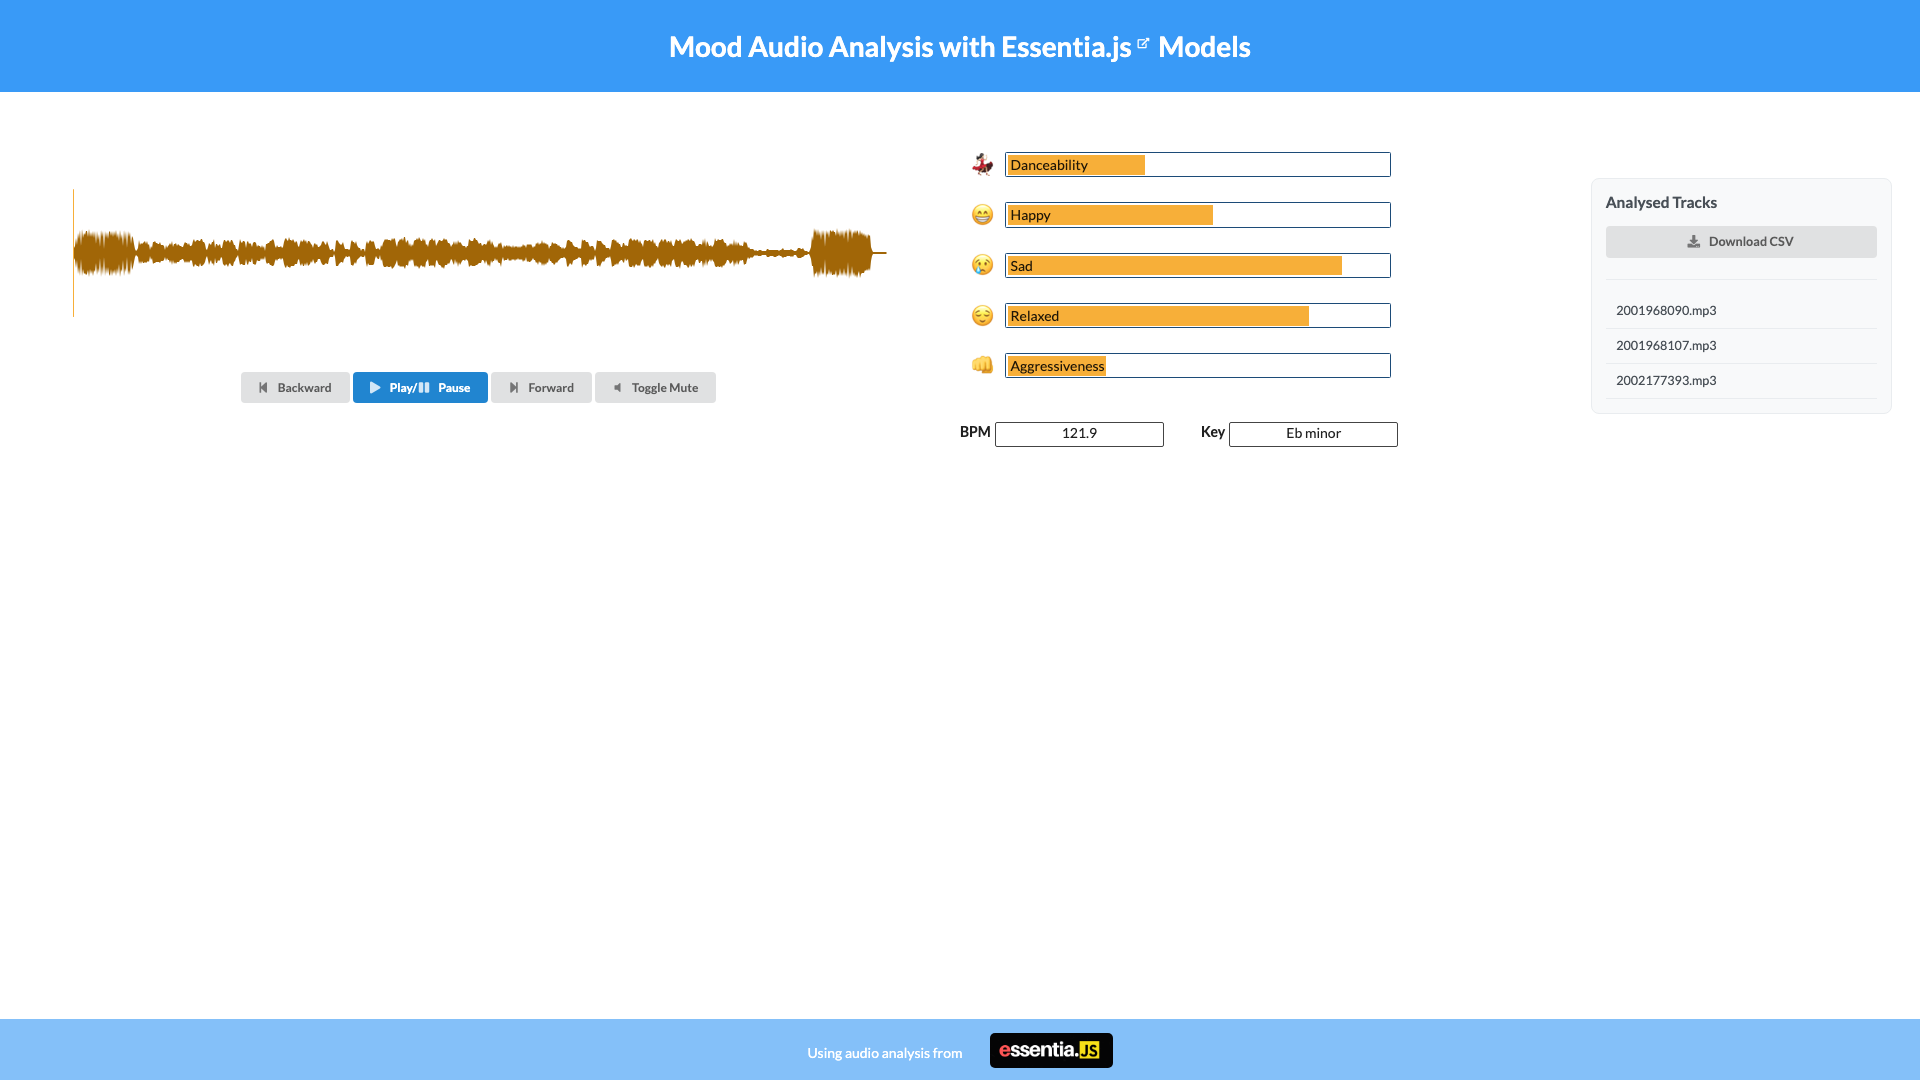 Mood Audio Analysis with Essentia.js Models
Danceability
Happy
Sad
Relaxed
Aggressiveness
BPM 121.9 Key Eb minor
Backward Play/ Pause Forward Toggle Mute
Analysed Tracks
Download CSV
2001968090.mp3
2001968107.mp3
2002177393.mp3
Using audio analysis from essentia.JS